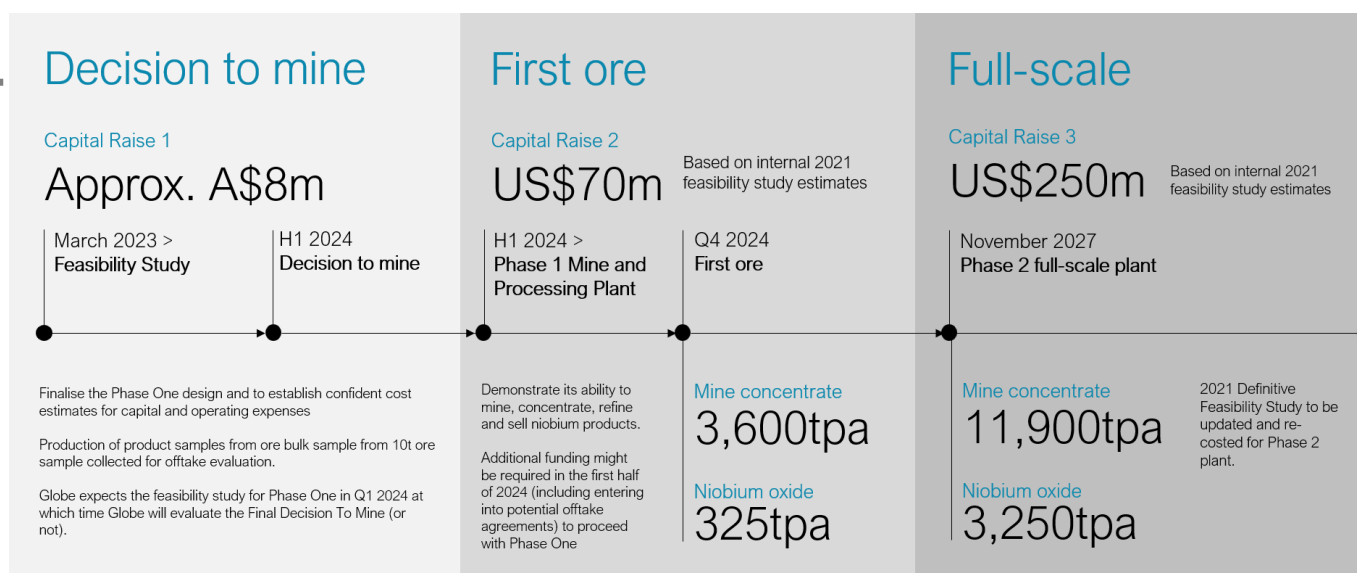 Decision to mine
Capital Raise 1
Approx. A$8m
March 2023 >
Feasibility Study
H1 2024
Decision to mine
Finalise the Phase One design and to establish confident cost
estimates for capital and operating expenses
Production of product samples from ore bulk sample from 10t ore
sample collected for offtake evaluation.
Globe expects the feasibility study for Phase One in Q1 2024 at
which time Globe will evaluate the Final Decision To Mine (or
not).
First ore
Capital Raise 2
US$70m
Based on internal 2021
feasibility study estimates
H1 2024 >
Phase 1 Mine and
Processing Plant
Q4 2024
First ore
Demonstrate its ability to
mine, concentrate, refine
and sell niobium products.
Additional funding might
be required in the first half
of 2024 (including entering
into potential offtake
agreements) to proceed
with Phase One
Mine concentrate
3,600tpa
Niobium oxide
325tpa
Full-scale
Capital Raise 3
US$250m
Based on internal 2021
feasibility study estimates
November 2027
Phase 2 full-scale plant
Mine concentrate
11,900tpa
Niobium oxide
3,250tpa
2021 Definitive
Feasibility Study to be
updated and re-
costed for Phase 2
plant.